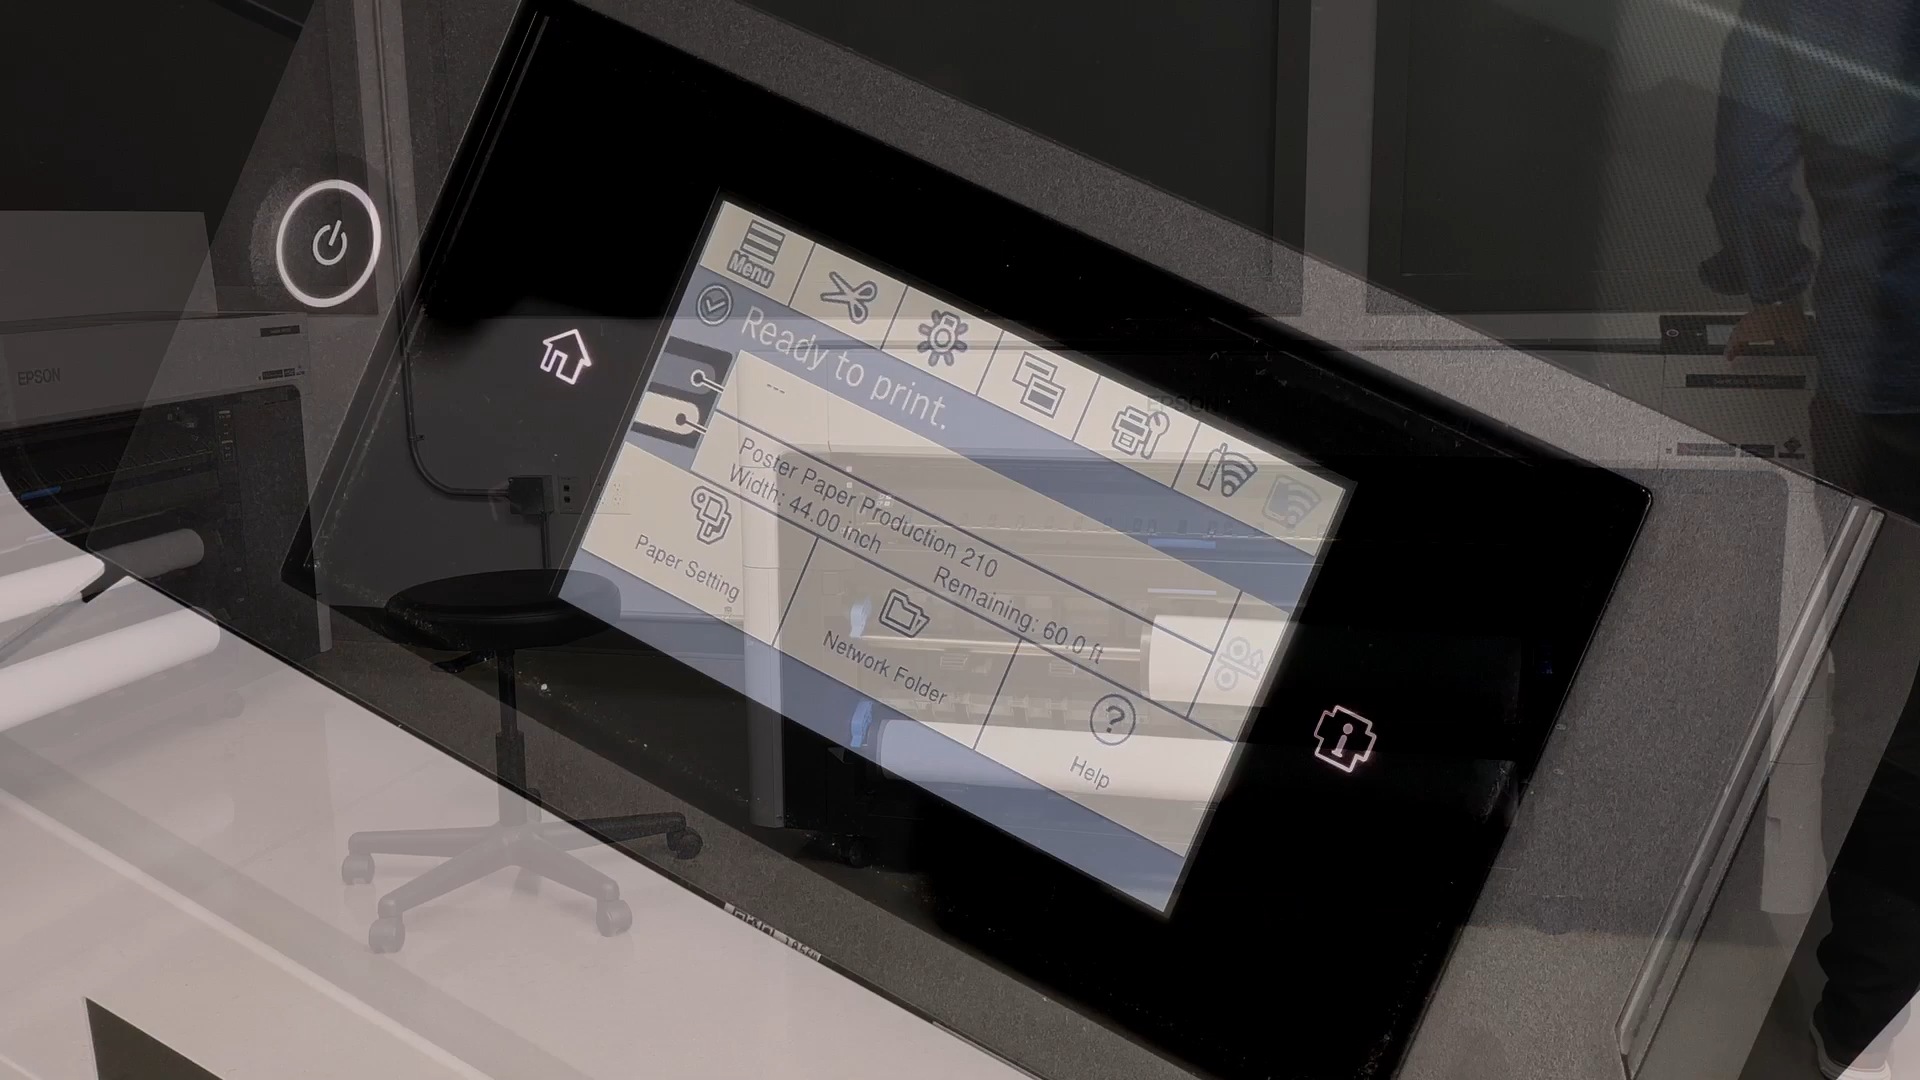 Menu
Ready to print.
---
Poster Paper Production 210
Width: 44.00 inch
Remaining: 60.0 ft
Paper Setting
Network Folder
? Help
i
EPSON
EPSON